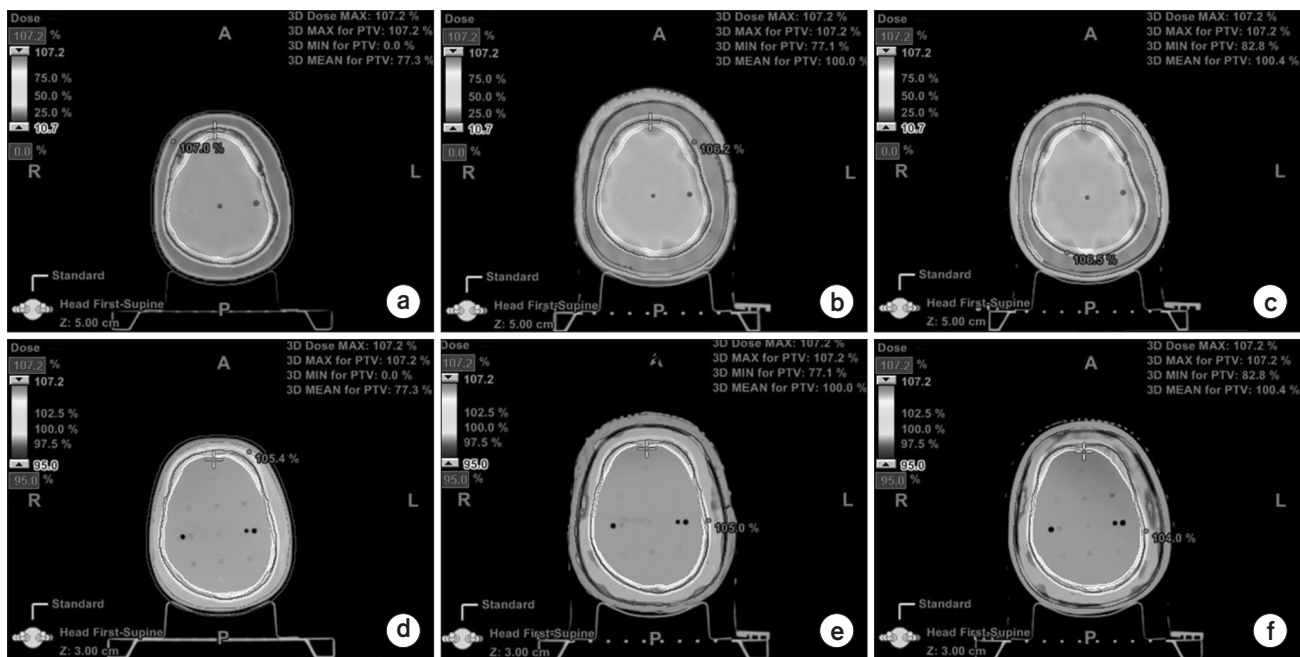 Dose
107.2 %
107.2
75.0 %
50.0 %
25.0 %
10.7
0.0 %
A
3D Dose MAX: 107.2 %
3D MAX for PTV: 107.2 %
3D MIN for PTV: 0.0 %
3D MEAN for PTV: 77.3 %
107.0 %
R
L
Standard
Head First-Supine
Z: 5.00 cm
P
a
Dose
107.2 %
107.2
75.0 %
50.0 %
25.0 %
10.7
0.0 %
A
3D Dose MAX: 107.2 %
3D MAX for PTV: 107.2 %
3D MIN for PTV: 77.1 %
3D MEAN for PTV: 100.0 %
106.2 %
R
L
Standard
Head First-Supine
Z: 5.00 cm
P
b
Dose
107.2 %
107.2
75.0 %
50.0 %
25.0 %
10.7
0.0 %
A
3D Dose MAX: 107.2 %
3D MAX for PTV: 107.2 %
3D MIN for PTV: 82.8 %
3D MEAN for PTV: 100.4 %
106.5 %
R
L
Standard
Head First-Supine
Z: 5.00 cm
P
c
Dose
107.2 %
107.2
102.5 %
100.0 %
97.5 %
95.0
95.0 %
A
3D Dose MAX: 107.2 %
3D MAX for PTV: 107.2 %
3D MIN for PTV: 0.0 %
3D MEAN for PTV: 77.3 %
105.4 %
R
L
Standard
Head First-Supine
Z: 3.00 cm
P
d
Dose
107.2 %
107.2
102.5 %
100.0 %
97.5 %
95.0
95.0 %
A
3D Dose MAX: 107.2 %
3D MAX for PTV: 107.2 %
3D MIN for PTV: 77.1 %
3D MEAN for PTV: 100.0 %
105.0 %
R
L
Standard
Head First-Supine
Z: 3.00 cm
P
e
Dose
107.2 %
107.2
102.5 %
100.0 %
97.5 %
95.0
95.0 %
A
3D Dose MAX: 107.2 %
3D MAX for PTV: 107.2 %
3D MIN for PTV: 82.8 %
3D MEAN for PTV: 100.4 %
104.0 %
R
L
Standard
Head First-Supine
Z: 3.00 cm
P
f